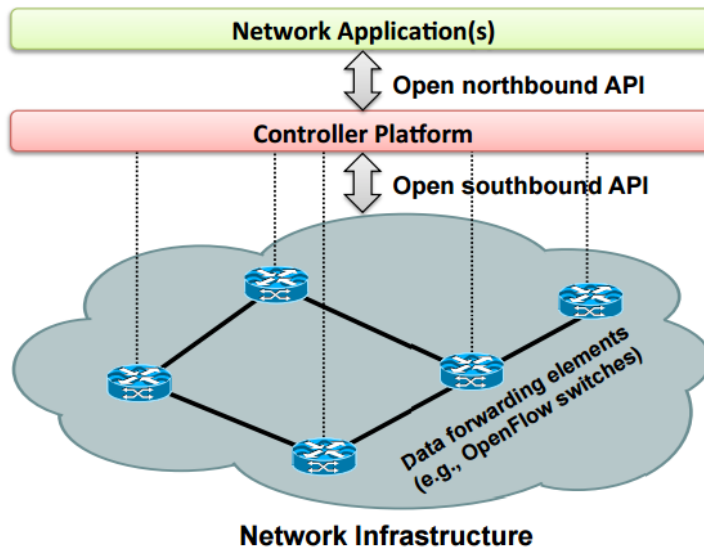 Network Application(s)
Open northbound API
Controller Platform
Open southbound API
Data forwarding elements
(e.g., OpenFlow switches)
Network Infrastructure